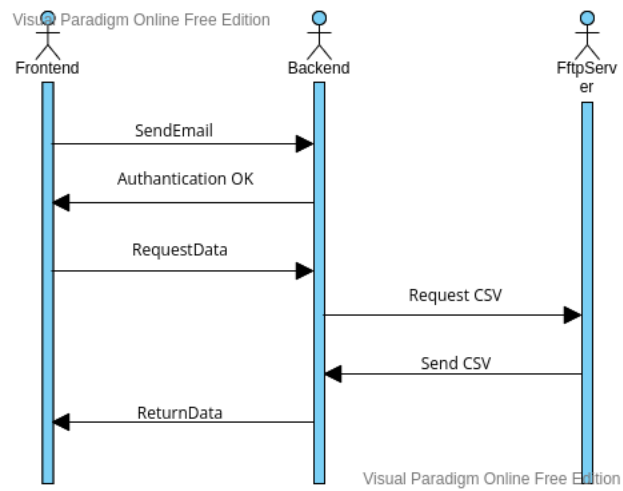 Visual Paradigm Online Free Edition
Frontend
Backend
FftpServ
er
SendEmail
Authantication OK
RequestData
Request CSV
Send CSV
ReturnData
Visual Paradigm Online Free Edition